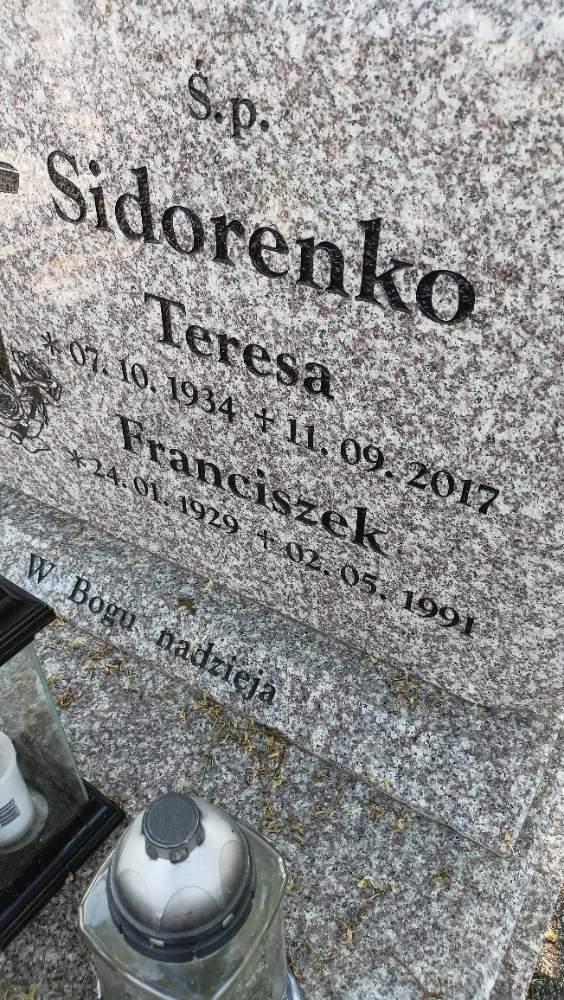 Ś.p.
Sidorenko
Teresa
* 07. 10. 1934 + 11. 09. 2017
Franciszek
* 24. 01. 1929 + 02. 05. 1991
W Bogu nadzieja